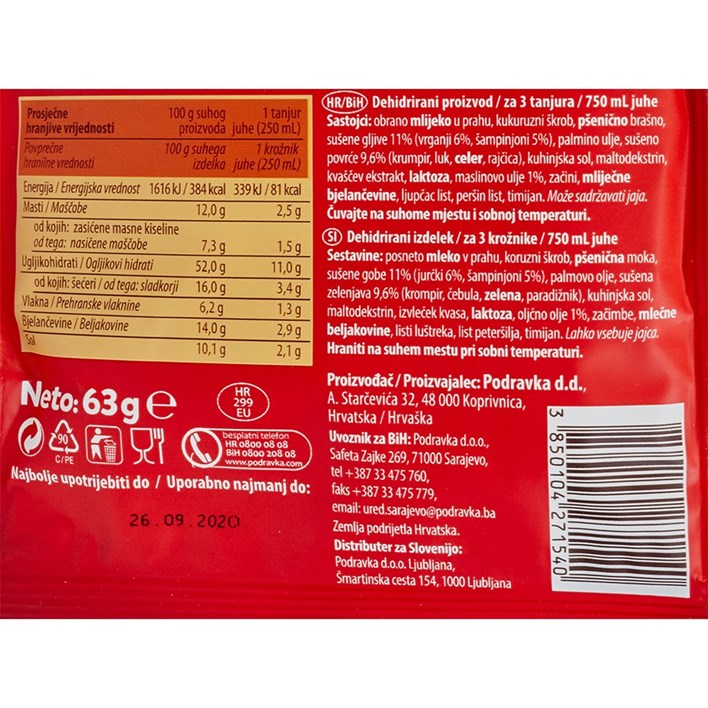 Prosječne 100 g suhog 1 tanjur
hranjive vrijednosti proizvoda juhe (250 mL)
Povprečne 100 g suhega 1 krožnik
hranilne vrednosti izdelka juhe (250 mL)
Energija / Energijska vrednost 1616 kJ / 384 kcal 339 kJ / 81 kcal
Masti / Maščobe 12,0 g 2,5 g
od kojih: zasićene masne kiseline
od tega: nasičene maščobe 7,3 g 1,5 g
Ugljikohidrati / Ogljikovi hidrati 52,0 g 11,0 g
od kojih: šećeri / od tega: sladkorji 16,0 g 3,4 g
Vlakna / Prehranske vlaknine 6,2 g 1,3 g
Bjelančevine / Beljakovine 14,0 g 2,9 g
Sol 10,1 g 2,1 g
Neto: 63 g e
HR
299
EU
90
C/PE
besplatni telefon
HR 0800 08 08
BiH 0800 208 08
www.podravka.com
Najbolje upotrijebiti do / Uporabno najmanj do:
26.09.2020
HR/BiH Dehidrirani proizvod / za 3 tanjura / 750 mL juhe
Sastojci: obrano mlijeko u prahu, kukuruzni škrob, pšenično brašno,
sušene gljive 11% (vrganji 6%, šampinjoni 5%), palmino ulje, sušeno
povrće 9,6% (krumpir, luk, celer, rajčica), kuhinjska sol, maltodekstrin,
kvaščev ekstrakt, laktoza, maslinovo ulje 1%, začini, mliječne
bjelančevine, ljupčac list, peršin list, timijan. Može sadržavati jaja.
Čuvajte na suhome mjestu i sobnoj temperaturi.
SI Dehidrirani izdelek / za 3 krožnike / 750 mL juhe
Sestavine: posneto mleko v prahu, koruzni škrob, pšenična moka,
sušene gobe 11% (jurčki 6%, šampinjoni 5%), palmovo olje, sušena
zelenjava 9,6% (krompir, čebula, zelena, paradižnik), kuhinjska sol,
maltodekstrin, izvleček kvasa, laktoza, oljčno olje 1%, začimbe, mlečne
beljakovine, listi luštreka, list peteršilja, timijan. Lahko vsebuje jajca.
Hraniti na suhem mestu pri sobni temperaturi.
Proizvođač / Proizvajalec: Podravka d.d.,
A. Starčevića 32, 48 000 Koprivnica,
Hrvatska / Hrvaška
Uvoznik za BiH: Podravka d.o.o.,
Safeta Zajke 269, 71000 Sarajevo,
tel +387 33 475 760,
faks +387 33 475 779,
email: ured.sarajevo@podravka.ba
Zemlja podrijetla Hrvatska.
Distributer za Slovenijo:
Podravka d.o.o. Ljubljana,
Šmartinska cesta 154, 1000 Ljubljana
3 850104 271540